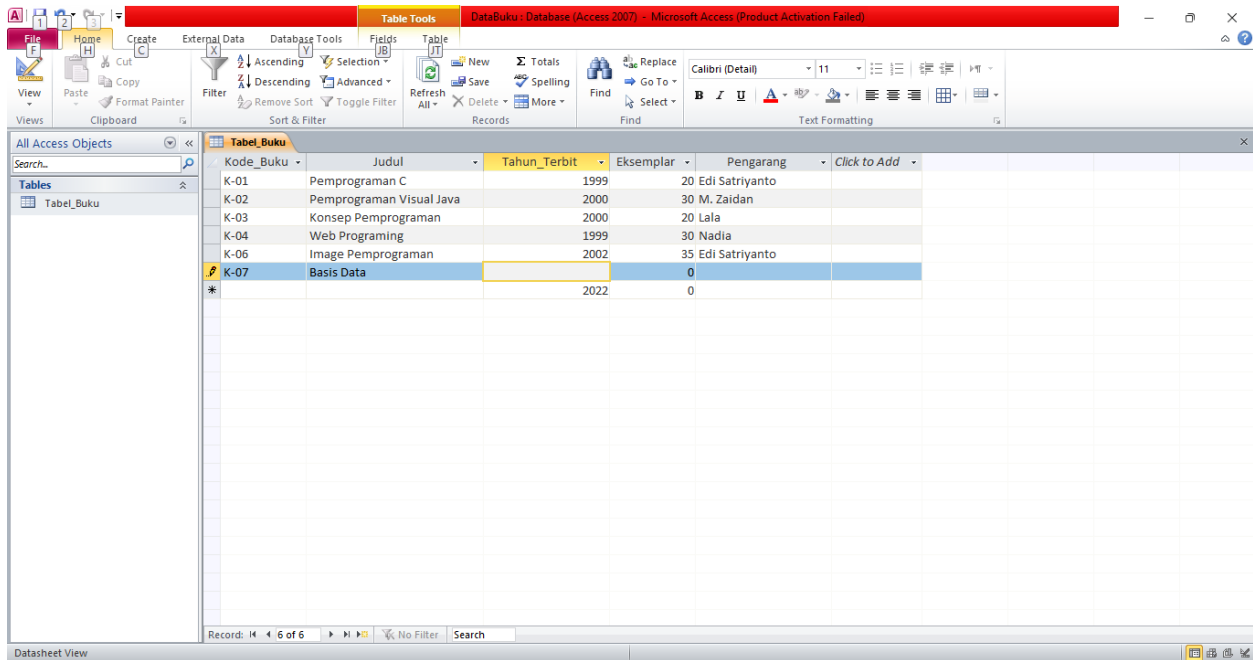 Table Tools DataBuku : Database (Access 2007) - Microsoft Access (Product Activation Failed)
1 2 3
File Home Create External Data Database Tools Fields Table
F H C X Y JB JT
View
Views
Paste
Cut
Copy
Format Painter
Clipboard
Filter
Ascending
Descending
Remove Sort
Selection
Advanced
Toggle Filter
Sort & Filter
Refresh
All
New
Save
Delete
Totals
Spelling
More
Records
Find
Replace
Go To
Select
Find
Calibri (Detail) 11
B I U A
Text Formatting
All Access Objects
Search...
Tables
Tabel_Buku
Tabel_Buku
Kode_Buku Judul Tahun_Terbit Eksemplar Pengarang Click to Add
K-01 Pemprograman C 1999 20 Edi Satriyanto
K-02 Pemprograman Visual Java 2000 30 M. Zaidan
K-03 Konsep Pemprograman 2000 20 Lala
K-04 Web Programing 1999 30 Nadia
K-06 Image Pemprograman 2002 35 Edi Satriyanto
K-07 Basis Data 0
2022 0
Record: 6 of 6 No Filter Search
Datasheet View